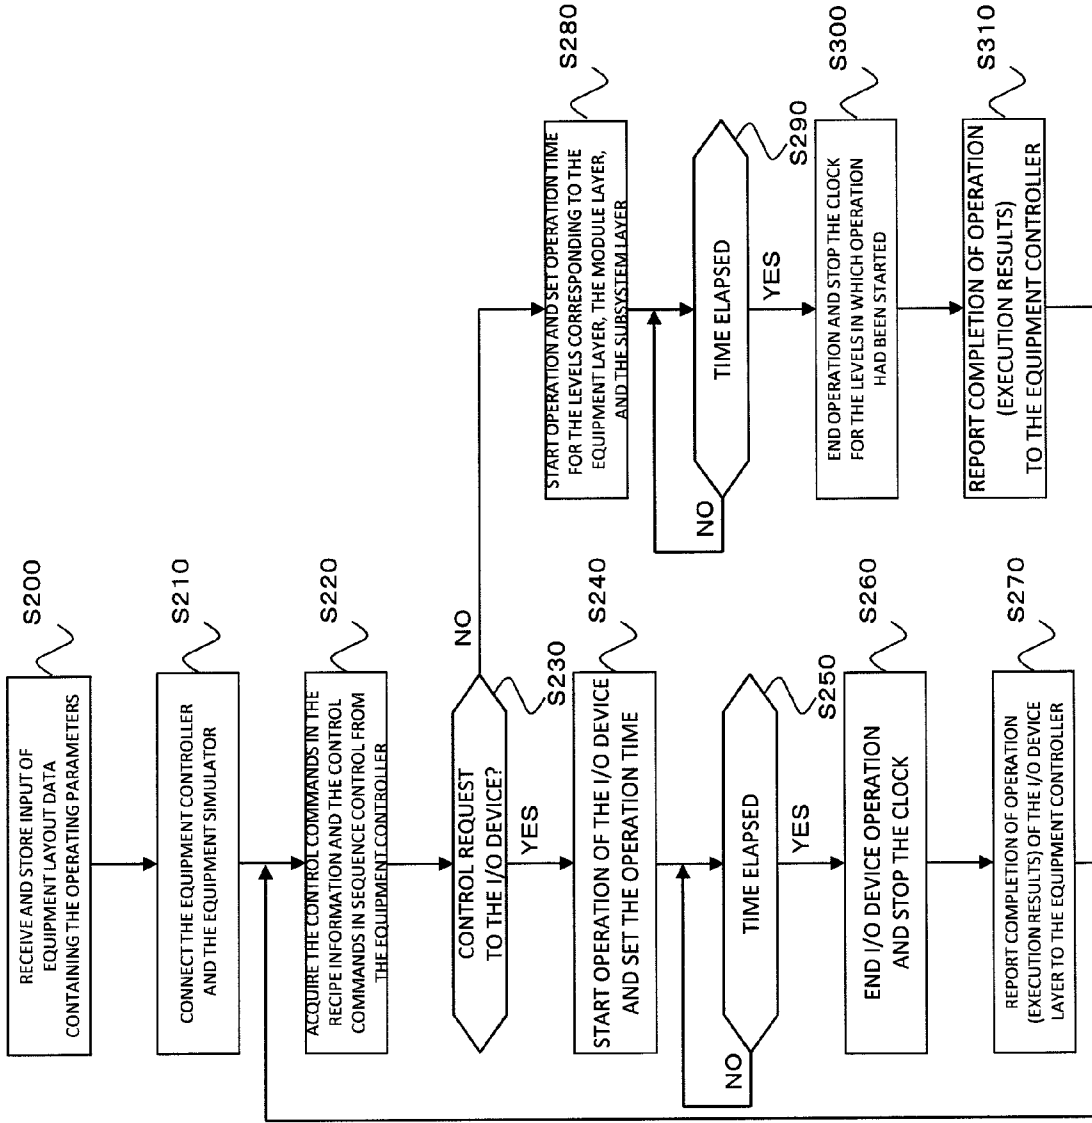 RECEIVE AND STORE INPUT OF
EQUIPMENT LAYOUT DATA
CONTAINING THE OPERATING PARAMETERS
S200
CONNECT THE EQUIPMENT CONTROLLER
AND THE EQUIPMENT SIMULATOR
S210
ACQUIRE THE CONTROL COMMANDS IN THE
RECIPE INFORMATION AND THE CONTROL
COMMANDS IN SEQUENCE CONTROL FROM
THE EQUIPMENT CONTROLLER
S220
CONTROL REQUEST
TO THE I/O DEVICE?
S230
NO
YES
START OPERATION OF THE I/O DEVICE
AND SET THE OPERATION TIME
S240
TIME ELAPSED
S250
NO
YES
END I/O DEVICE OPERATION
AND STOP THE CLOCK
S260
REPORT COMPLETION OF OPERATION
(EXECUTION RESULTS) OF THE I/O DEVICE
LAYER TO THE EQUIPMENT CONTROLLER
S270
START OPERATION AND SET OPERATION TIME
FOR THE LEVELS CORRESPONDING TO THE
EQUIPMENT LAYER, THE MODULE LAYER,
AND THE SUBSYSTEM LAYER
S280
TIME ELAPSED
S290
NO
YES
END OPERATION AND STOP THE CLOCK
FOR THE LEVELS IN WHICH OPERATION
HAD BEEN STARTED
S300
REPORT COMPLETION OF OPERATION
(EXECUTION RESULTS)
TO THE EQUIPMENT CONTROLLER
S310